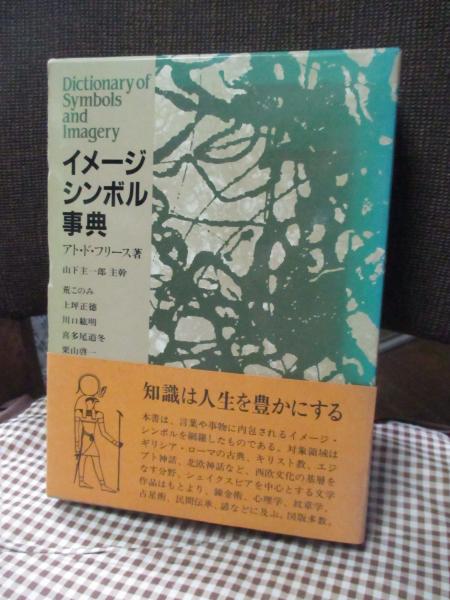 Dictionary of
Symbols
and
Imagery
イメージ
シンボル
事典
アト・ド・フリース著
山下主一郎 主幹
荒このみ
上坪正徳
川口紘明
喜多尾道冬
栗山啓一
知識は人生を豊かにする
本書は、言葉や事物に内包されるイメージ・
シンボルを網羅したものである。対象領域は
ギリシア・ローマの古典、キリスト教、エジ
プト神話、北欧神話など、西欧文化の基層を
なす分野、シェイクスピアを中心とする文学
作品はもとより、錬金術、心理学、紋章学、
占星術、民間伝承、諺などに及ぶ。図版多数。